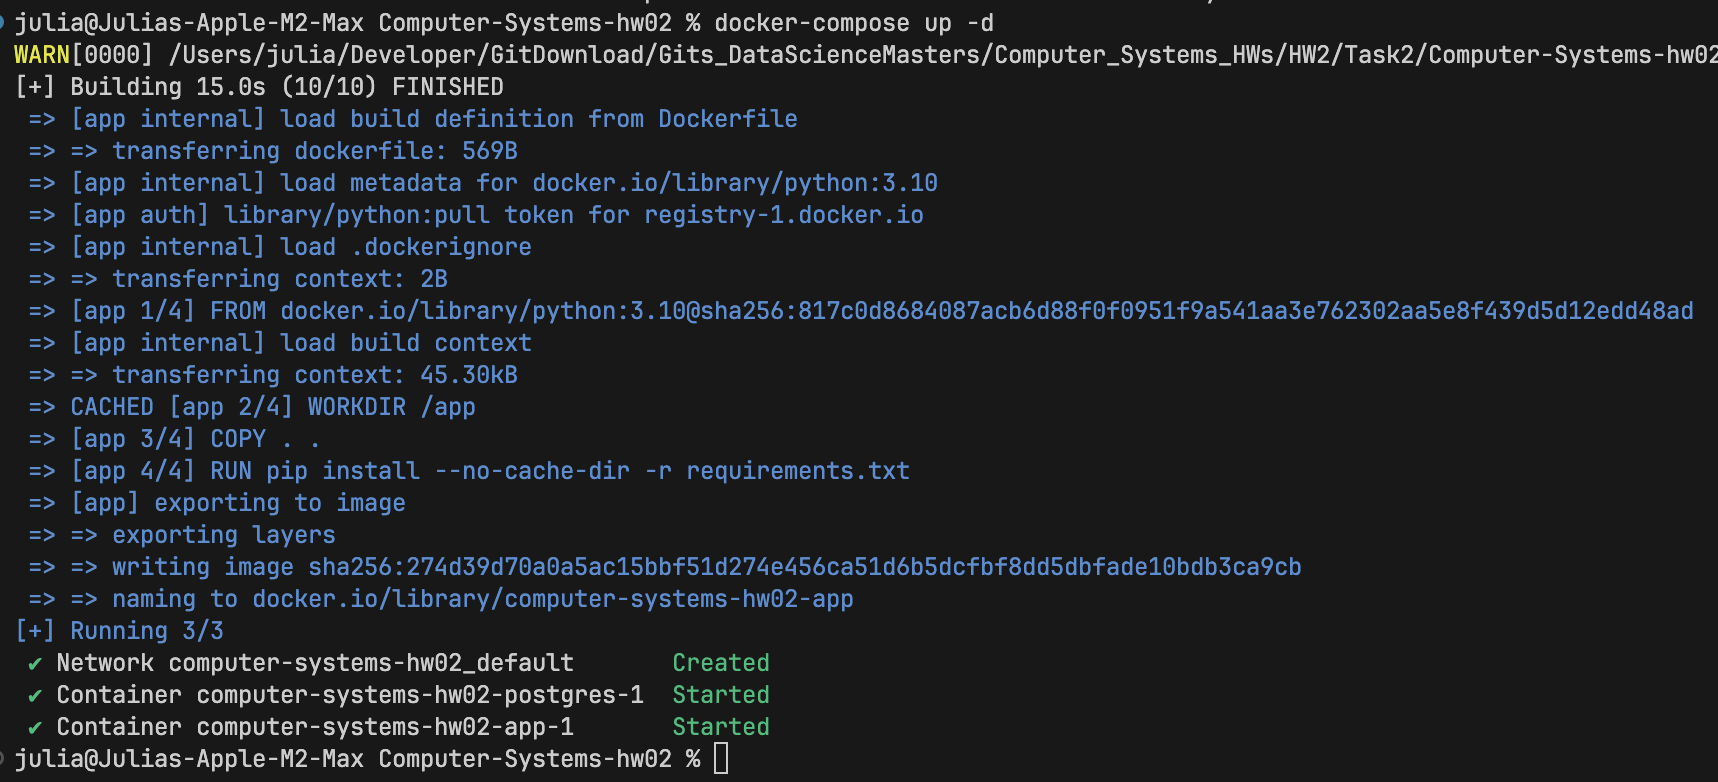 julia@Julias-Apple-M2-Max Computer-Systems-hw02 % docker-compose up -d
WARN[0000] /Users/julia/Developer/GitDownload/Gits_DataScienceMasters/Computer_Systems_HWs/HW2/Task2/Computer-Systems-hw02
[+] Building 15.0s (10/10) FINISHED
=> [app internal] load build definition from Dockerfile
=> => transferring dockerfile: 569B
=> [app internal] load metadata for docker.io/library/python:3.10
=> [app auth] library/python:pull token for registry-1.docker.io
=> [app internal] load .dockerignore
=> => transferring context: 2B
=> [app 1/4] FROM docker.io/library/python:3.10@sha256:817c0d8684087acb6d88f0f0951f9a541aa3e762302aa5e8f439d5d12edd48ad
=> [app internal] load build context
=> => transferring context: 45.30kB
=> CACHED [app 2/4] WORKDIR /app
=> [app 3/4] COPY . .
=> [app 4/4] RUN pip install --no-cache-dir -r requirements.txt
=> [app] exporting to image
=> => exporting layers
=> => writing image sha256:274d39d70a0a5ac15bbf51d274e456ca51d6b5dcfbf8dd5dbfade10bdb3ca9cb
=> => naming to docker.io/library/computer-systems-hw02-app
[+] Running 3/3
✔ Network computer-systems-hw02_default Created
✔ Container computer-systems-hw02-postgres-1 Started
✔ Container computer-systems-hw02-app-1 Started
julia@Julias-Apple-M2-Max Computer-Systems-hw02 %